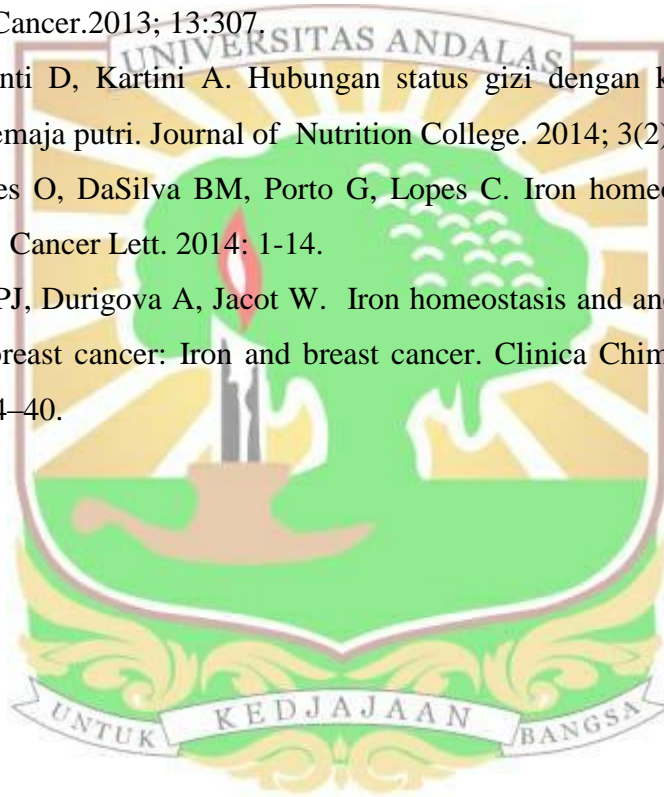 Cancer.2013; 13:307.
UNIVERSITAS ANDALAS
nti D, Kartini A. Hubungan status gizi dengan k
emaja putri. Journal of Nutrition College. 2014; 3(2)
es O, DaSilva BM, Porto G, Lopes C. Iron homeo
Cancer Lett. 2014: 1-14.
PJ, Durigova A, Jacot W. Iron homeostasis and an
breast cancer: Iron and breast cancer. Clinica Chim
4–40.
UNTUK KEDJAJAAN BANGSA